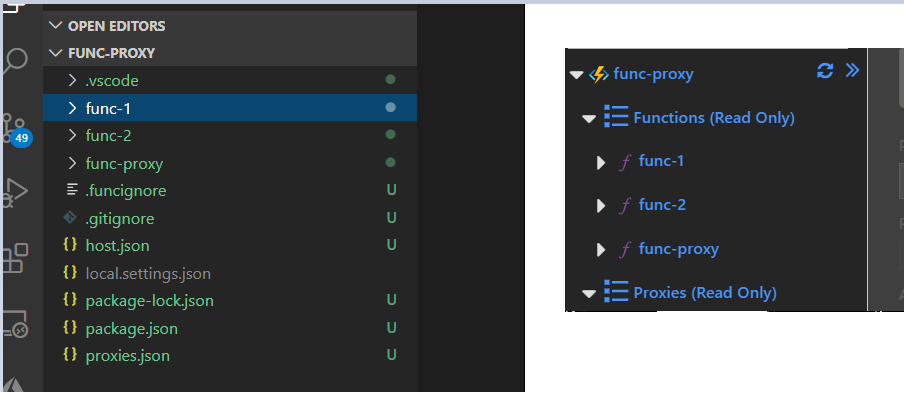 OPEN EDITORS
FUNC-PROXY
.vscode
func-1
func-2
func-proxy
.funcignore U
.gitignore U
{} host.json U
{} local.settings.json
{} package-lock.json U
{} package.json U
{} proxies.json U
49
func-proxy
Functions (Read Only)
f func-1
f func-2
f func-proxy
Proxies (Read Only)